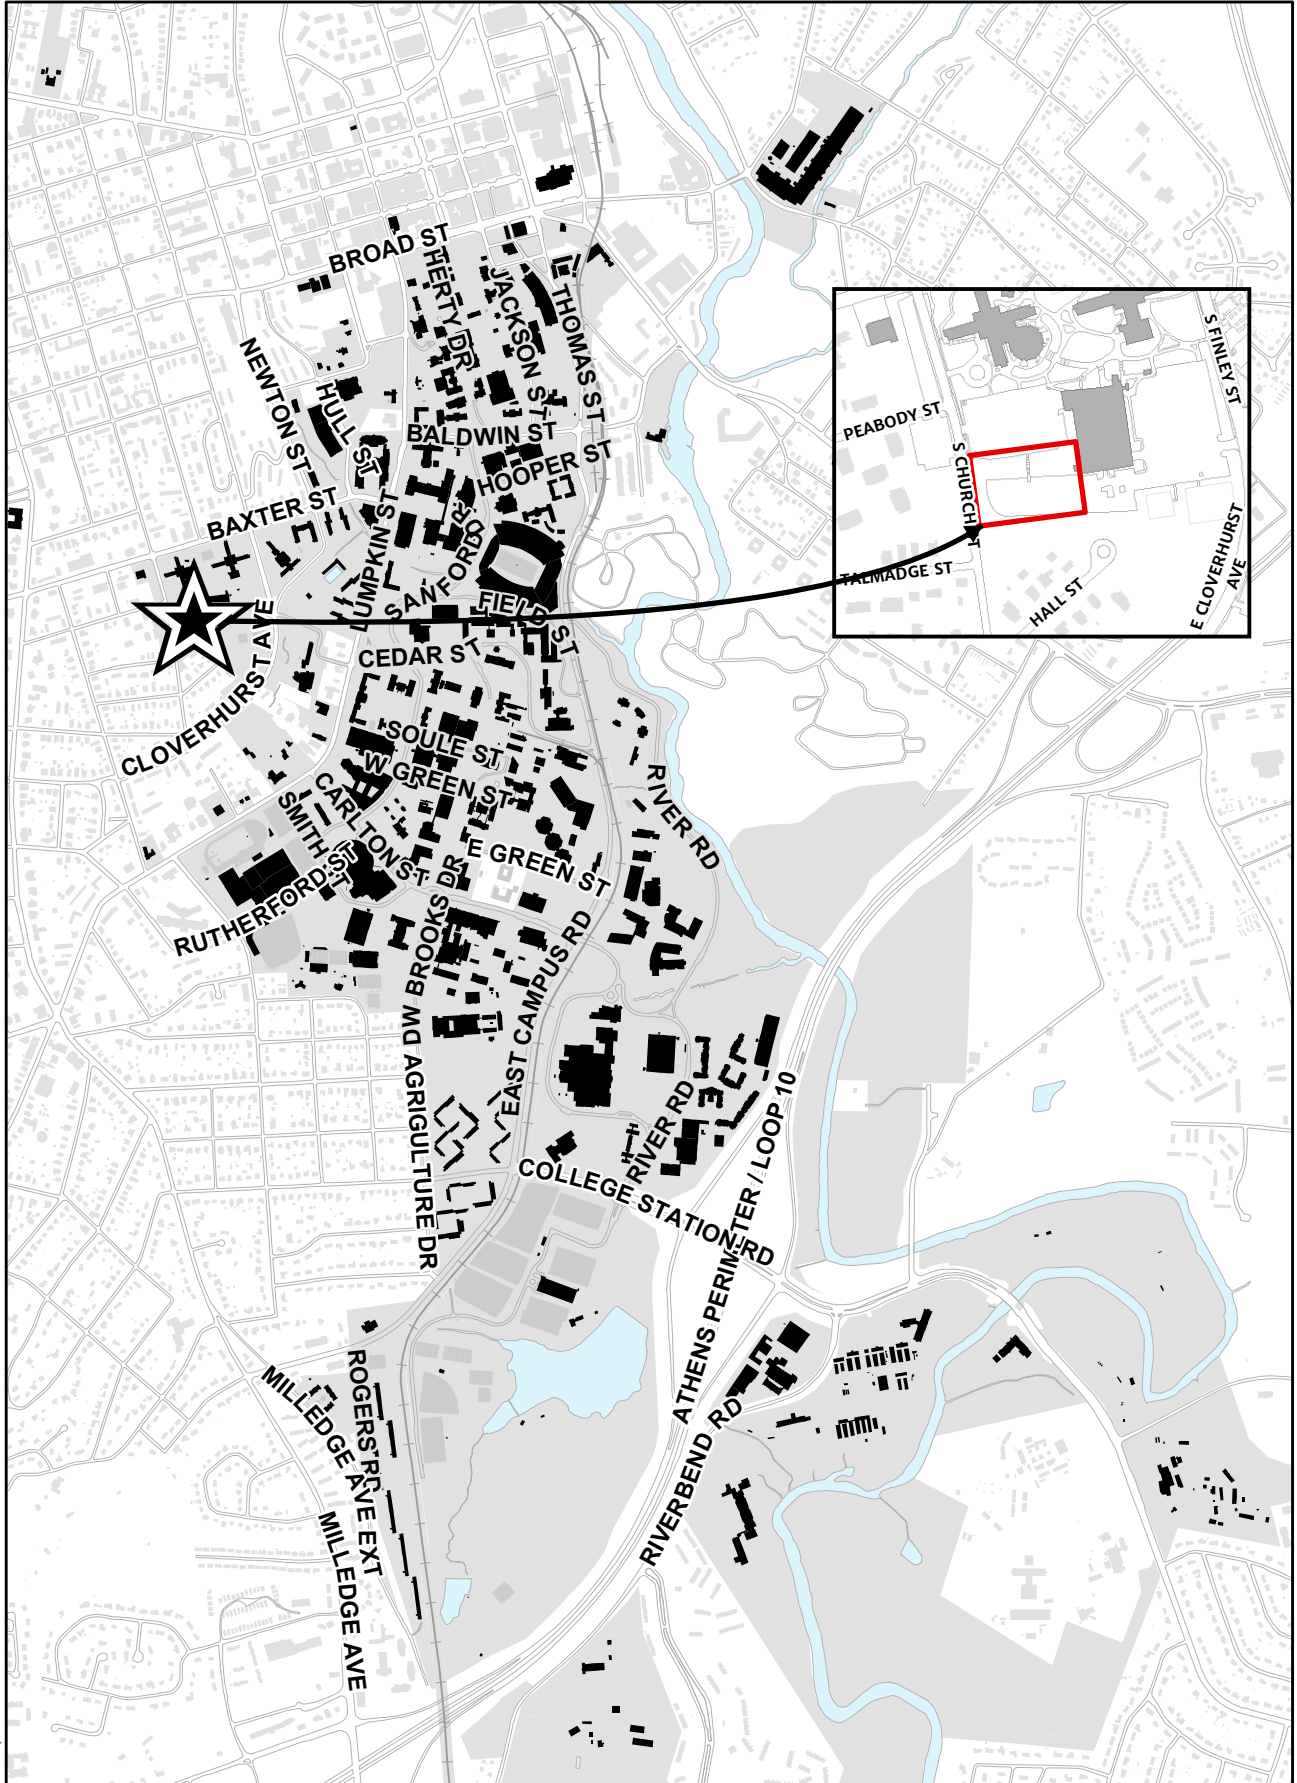 BROAD ST
HERTY DR
JACKSON ST
THOMAS ST
NEWTON ST
HULL ST
BALDWIN ST
HOOPER ST
BAXTER ST
LUMPKIN ST
SANFORD DR
FIELD ST
CEDAR ST
CLOVERHURST AVE
SOULE ST
W GREEN ST
CARLTON ST
SMITH ST
RUTHERFORD ST
E GREEN ST
RIVER RD
DW BROOKS DR
EAST CAMPUS RD
AGRIGULTURE DR
RIVER RD
COLLEGE STATION RD
ATHENS PERIMETER / LOOP 10
RIVERBEND RD
ROGERS RD
MILLEDGE AVE EXT
MILLEDGE AVE
S FINLEY ST
PEABODY ST
S CHURCH ST
TALMADGE ST
HALL ST
E CLOVERHURST
AVE